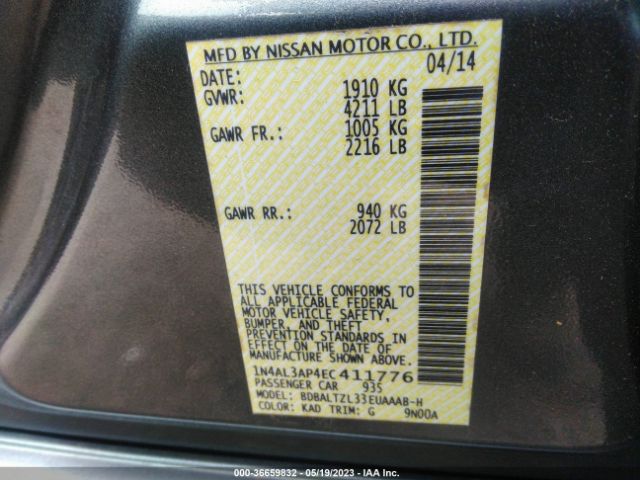 MFD BY NISSAN MOTOR CO., LTD.
DATE: 04/14
GVWR: 1910 KG
4211 LB
GAWR FR.: 1005 KG
2216 LB
GAWR RR.: 940 KG
2072 LB
THIS VEHICLE CONFORMS TO
ALL APPLICABLE FEDERAL
MOTOR VEHICLE SAFETY,
BUMPER, AND THEFT
PREVENTION STANDARDS IN
EFFECT ON THE DATE OF
MANUFACTURE SHOWN ABOVE.
1N4AL3AP4EC411776
PASSENGER CAR 935
MODEL: BDBALTZL33EUAAAB-H
COLOR: KAD TRIM: G 9N00A
000-36659832 - 05/19/2023 - IAA Inc.